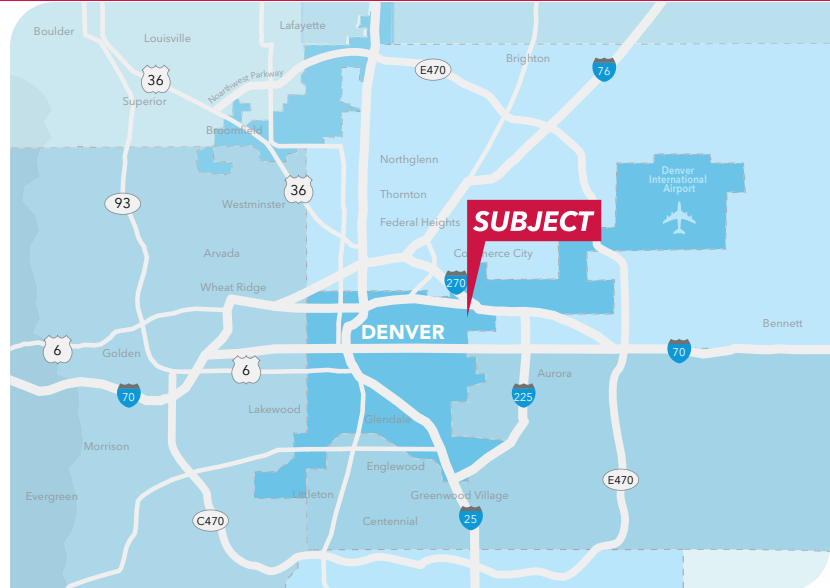 Boulder
Louisville
Lafayette
36
Superior
Noarthwest Parkway
Broomfield
E470
Brighton
76
Northglenn
Denver
International
Airport
36
93
Westminster
Thornton
Federal Heights
SUBJECT
Arvada
Commerce City
270
Wheat Ridge
DENVER
Bennett
6
Golden
70
6
Aurora
70
225
Lakewood
Glendale
Morrison
Englewood
E470
Evergreen
Littleton
Greenwood Village
C470
Centennial
25